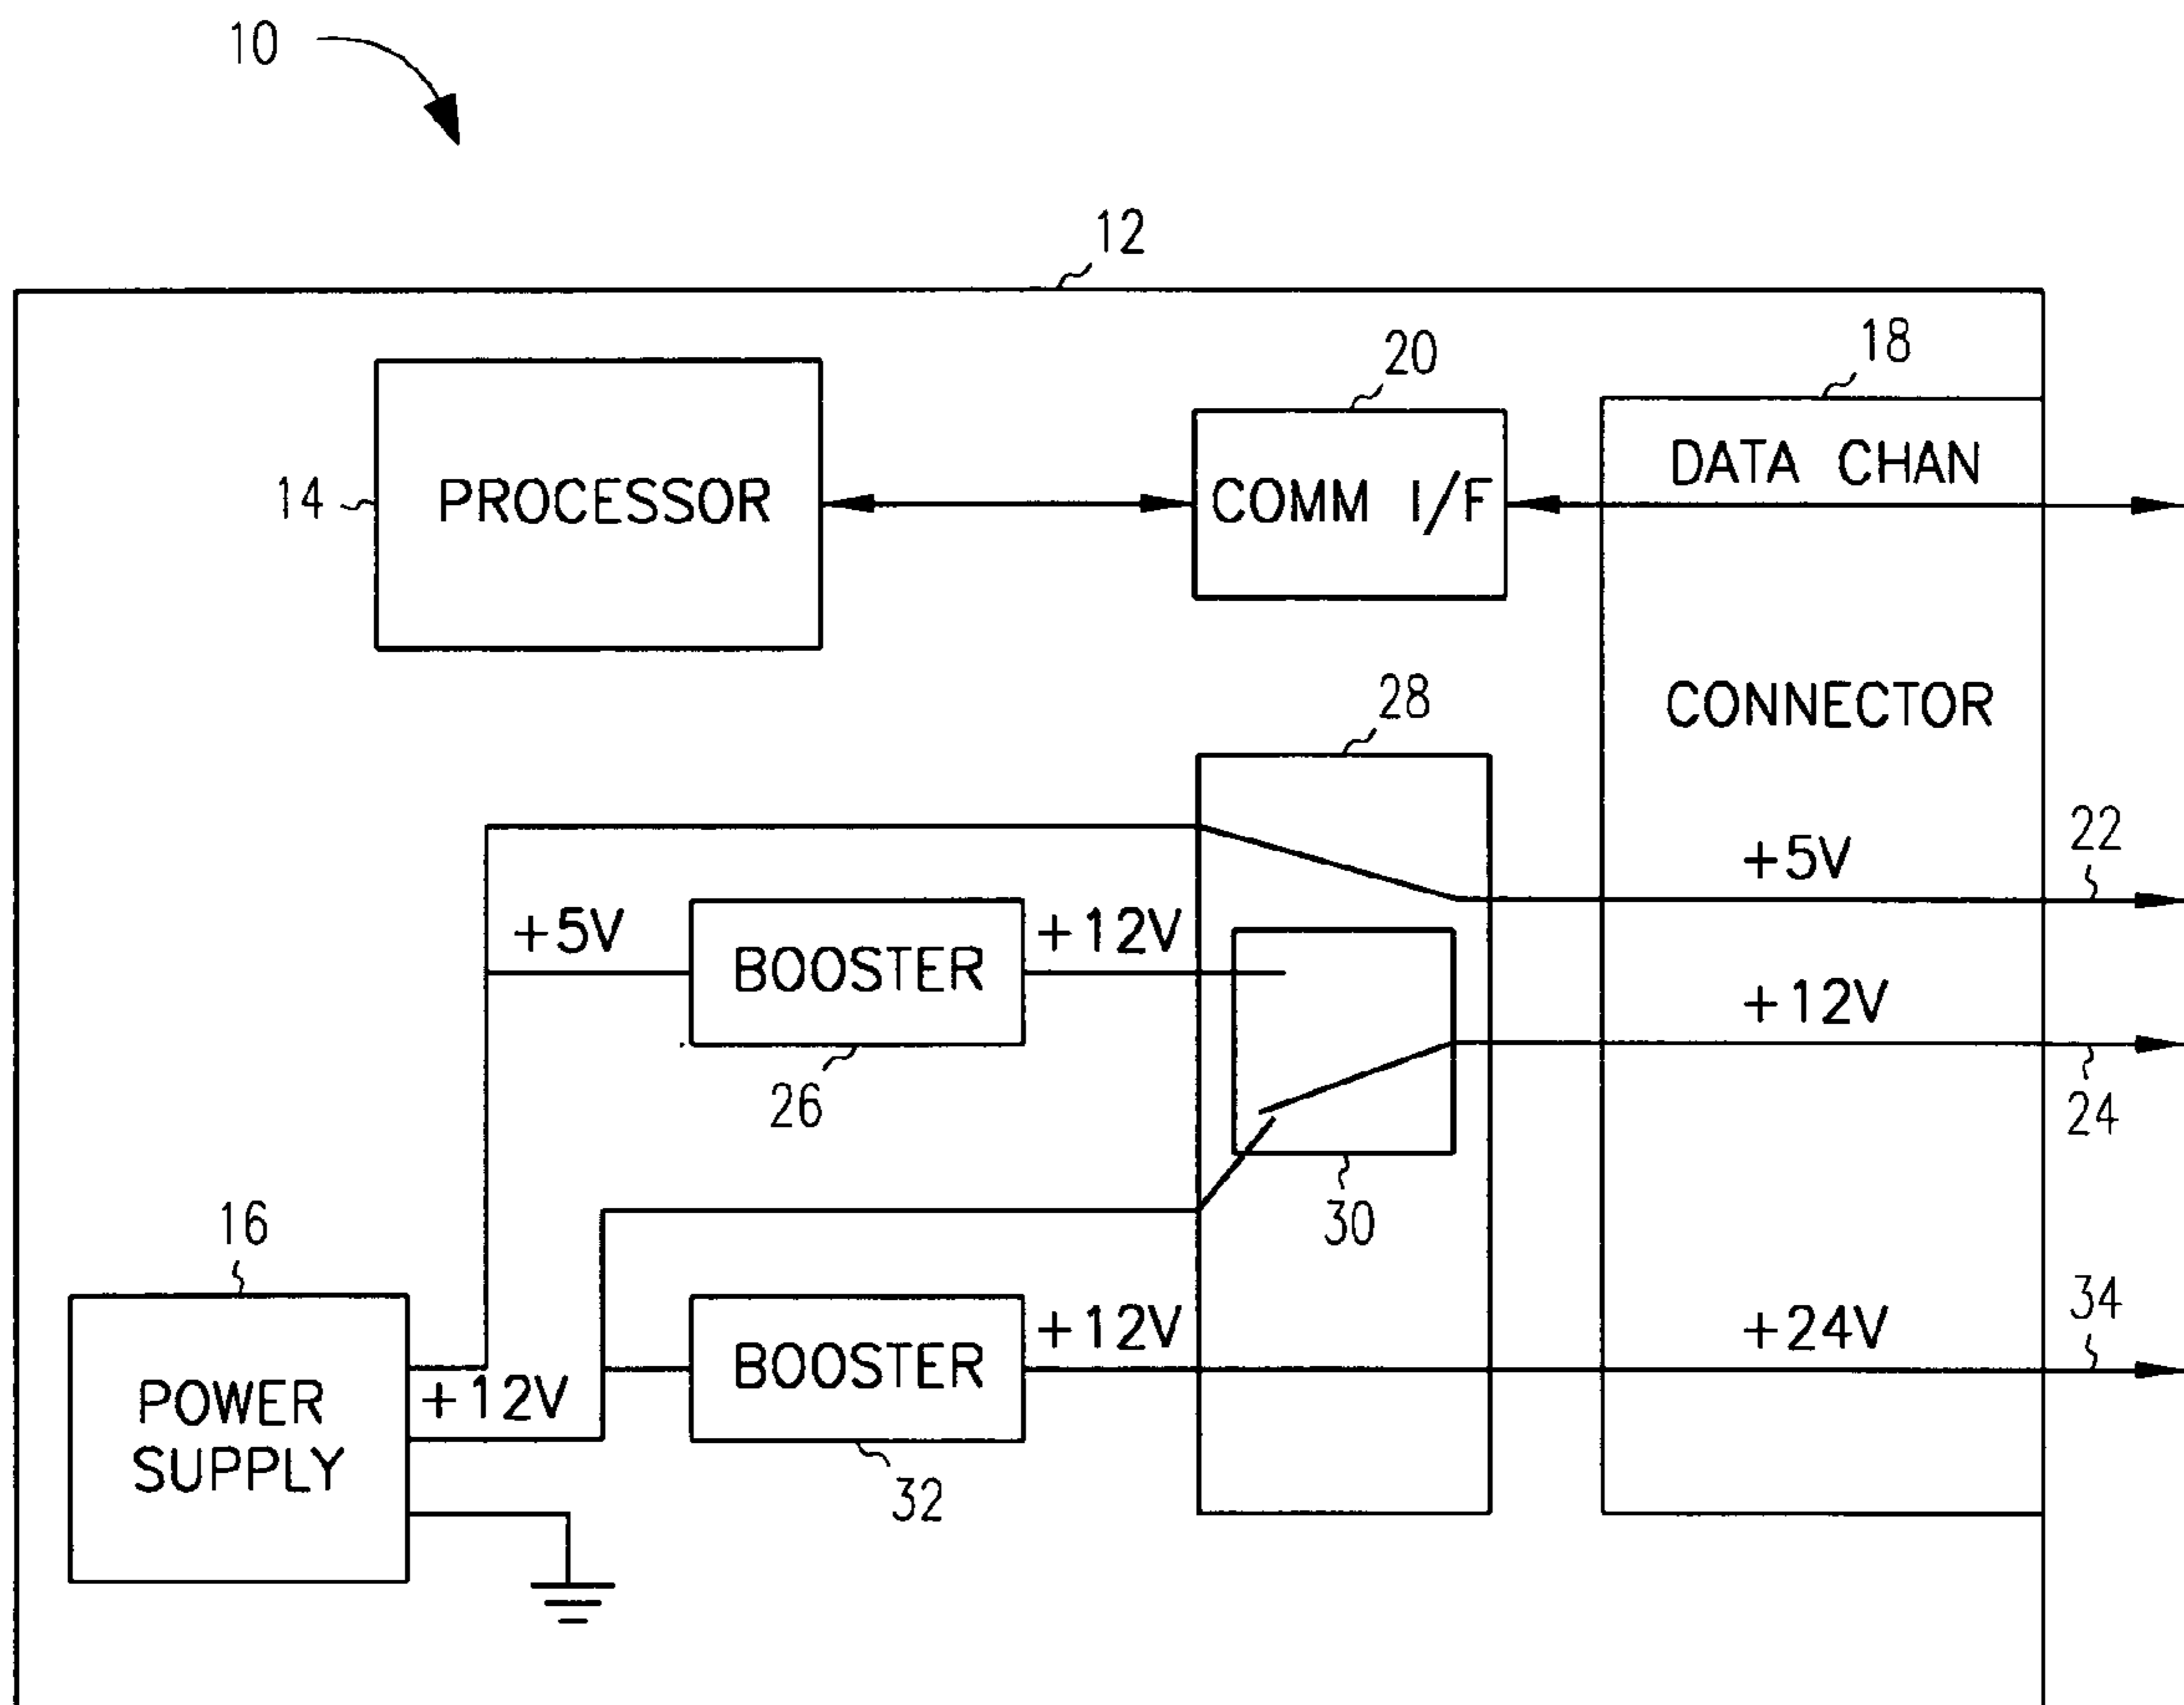 10
12
18
20
DATA CHAN
14
PROCESSOR
COMM I/F
28
CONNECTOR
22
+5V
+5V
BOOSTER
+12V
+12V
26
24
16
30
34
+12V
+24V
BOOSTER
POWER
SUPPLY
+12V
32